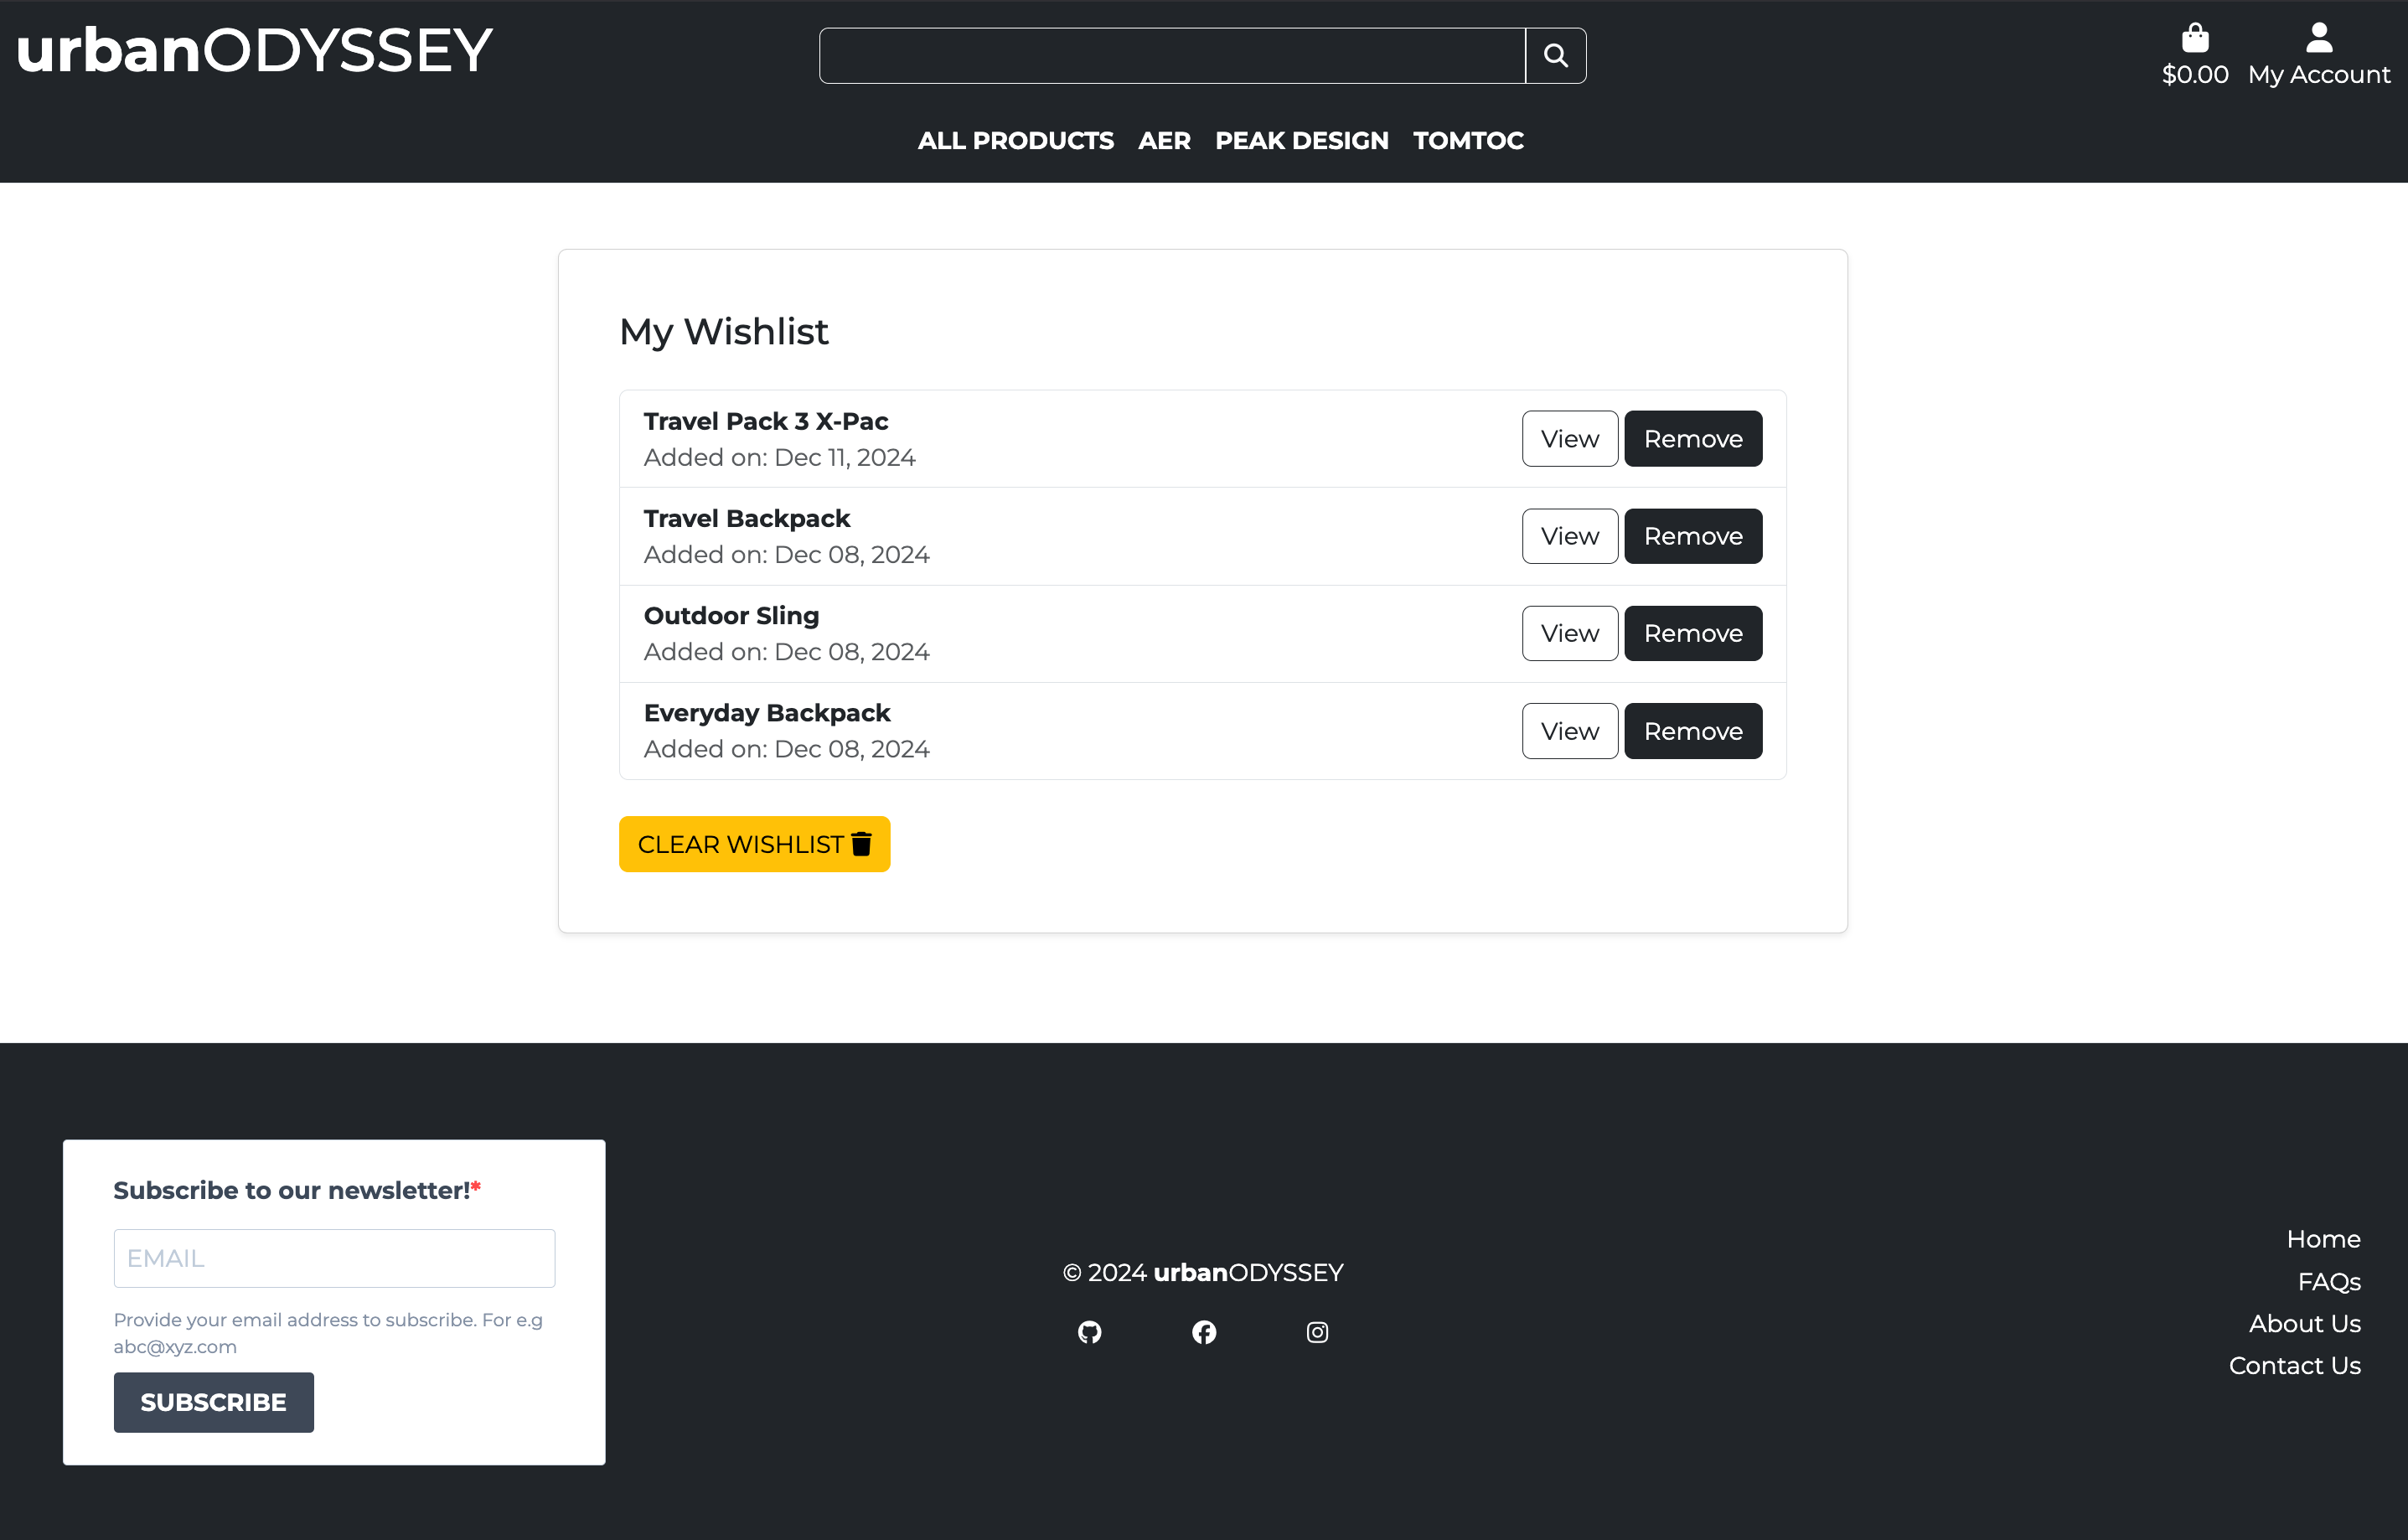 urbanODYSSEY
$0.00
My Account
ALL PRODUCTS AER PEAK DESIGN TOMTOC
My Wishlist
Travel Pack 3 X-Pac
Added on: Dec 11, 2024
View Remove
Travel Backpack
Added on: Dec 08, 2024
View Remove
Outdoor Sling
Added on: Dec 08, 2024
View Remove
Everyday Backpack
Added on: Dec 08, 2024
View Remove
CLEAR WISHLIST
Subscribe to our newsletter!*
EMAIL
Provide your email address to subscribe. For e.g
abc@xyz.com
SUBSCRIBE
© 2024 urbanODYSSEY
Home
FAQs
About Us
Contact Us